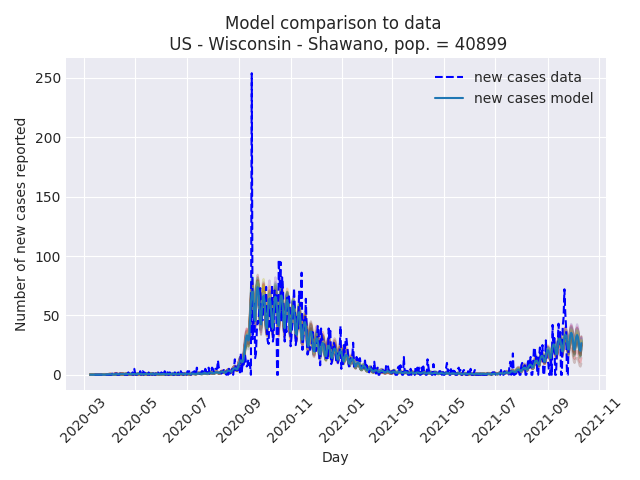 Model comparison to data
US - Wisconsin - Shawano, pop. = 40899
new cases data
new cases model
Number of new cases reported
250
200
150
100
50
0
2020-03
2020-05
2020-07
2020-09
2020-11
2021-01
2021-03
2021-05
2021-07
2021-09
2021-11
Day